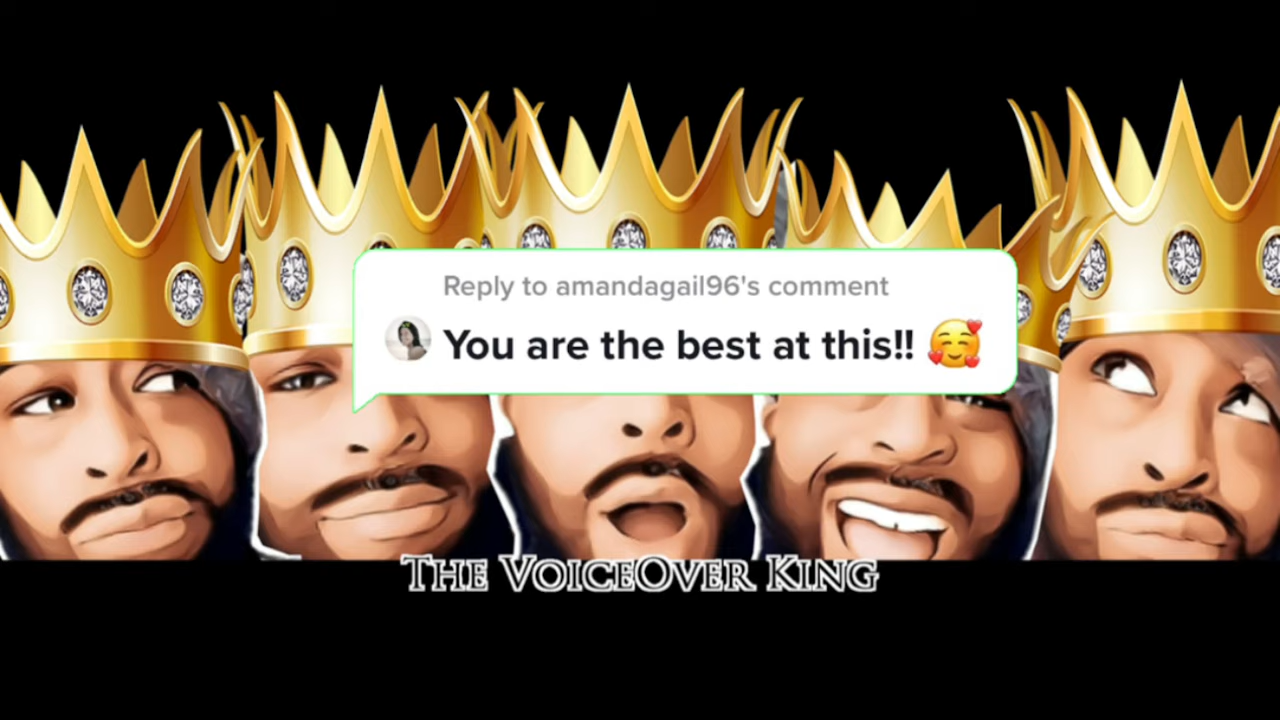 Reply to amandagail96's comment
You are the best at this!! 🥰
The VoiceOver King